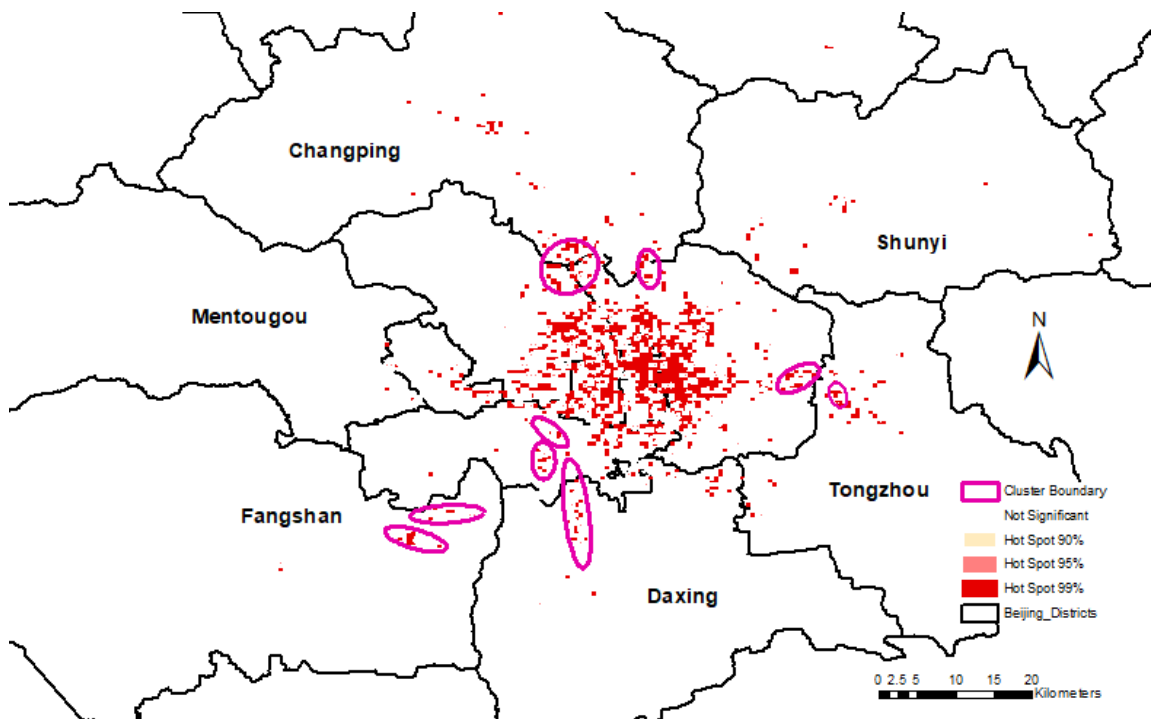 Changping
Shunyi
Mentougou
N
Tongzhou
Fangshan
Daxing
Cluster Boundary
Not Significant
Hot Spot 90%
Hot Spot 95%
Hot Spot 99%
Beijing_Districts
0 2.5 5 10 15 20
Kilometers